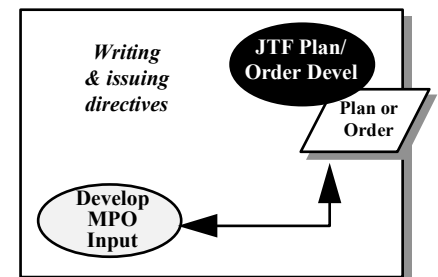 Writing
& issuing
directives
JTF Plan/
Order Devel
Plan or
Order
Develop
MPO
Input